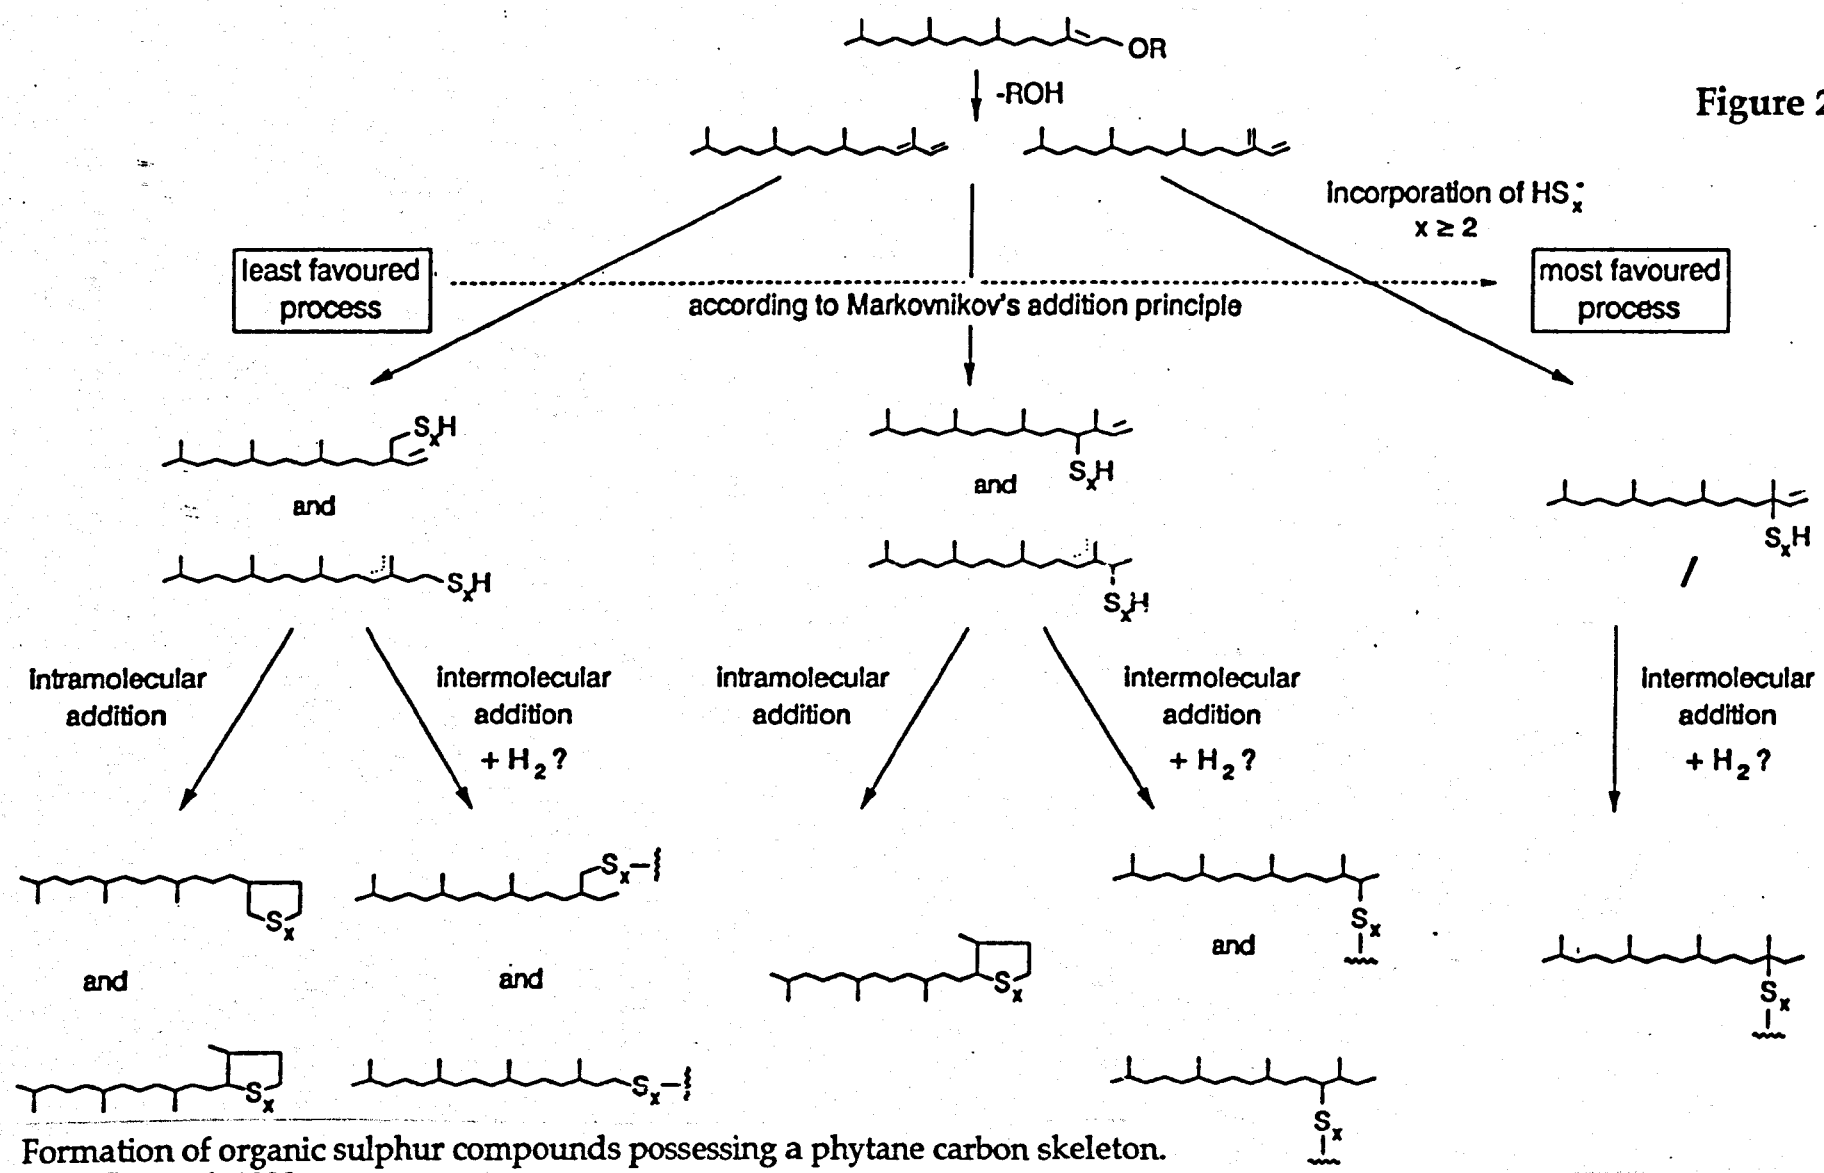 OR
-ROH
Figure 2
incorporation of HSx-
x ≥ 2
least favoured
process
most favoured
process
according to Markovnikov's addition principle
SxH
and
SxH
SxH
and
SxH
SxH
/
intramolecular
addition
intermolecular
addition
+ H2?
intramolecular
addition
intermolecular
addition
+ H2?
intermolecular
addition
+ H2?
Sx
and
Sx
Sx
and
Sx
Sx
Sx
and
Sx
Sx
Formation of organic sulphur compounds possessing a phytane carbon skeleton.